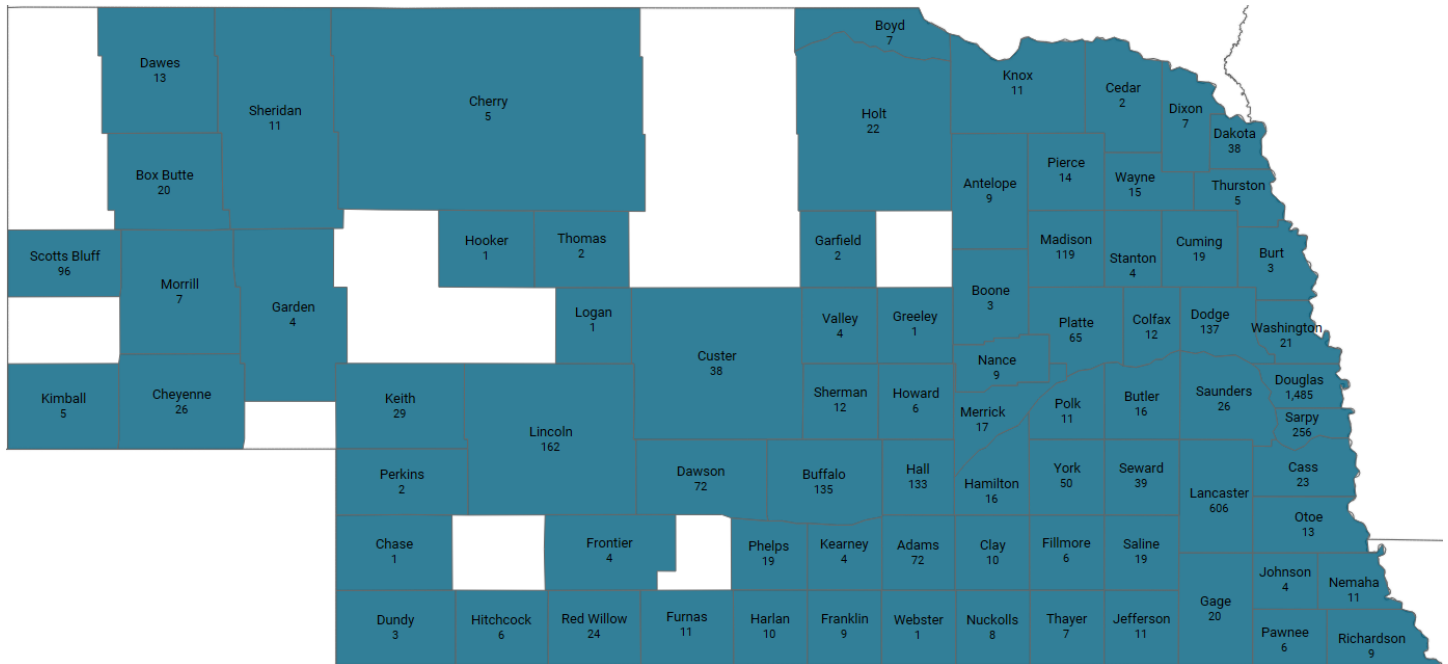 Boyd
7
Dawes
13
Knox
11
Cedar
2
Cherry
5
Sheridan
11
Holt
22
Dixon
7
Dakota
38
Box Butte
20
Pierce
14
Antelope
9
Wayne
15
Thurston
5
Hooker
1
Thomas
2
Garfield
2
Madison
119
Stanton
4
Cuming
19
Burt
3
Scotts Bluff
96
Morrill
7
Garden
4
Boone
3
Logan
1
Valley
4
Greeley
1
Platte
65
Colfax
12
Dodge
137
Washington
21
Custer
38
Nance
9
Kimball
5
Cheyenne
26
Keith
29
Sherman
12
Howard
6
Merrick
17
Polk
11
Butler
16
Saunders
26
Douglas
1,485
Sarpy
256
Lincoln
162
Perkins
2
Dawson
72
Buffalo
135
Hall
133
Hamilton
16
York
50
Seward
39
Lancaster
606
Cass
23
Otoe
13
Chase
1
Frontier
4
Phelps
19
Kearney
4
Adams
72
Clay
10
Fillmore
6
Saline
19
Johnson
4
Nemaha
11
Gage
20
Dundy
3
Hitchcock
6
Red Willow
24
Furnas
11
Harlan
10
Franklin
9
Webster
1
Nuckolls
8
Thayer
7
Jefferson
11
Pawnee
6
Richardson
9